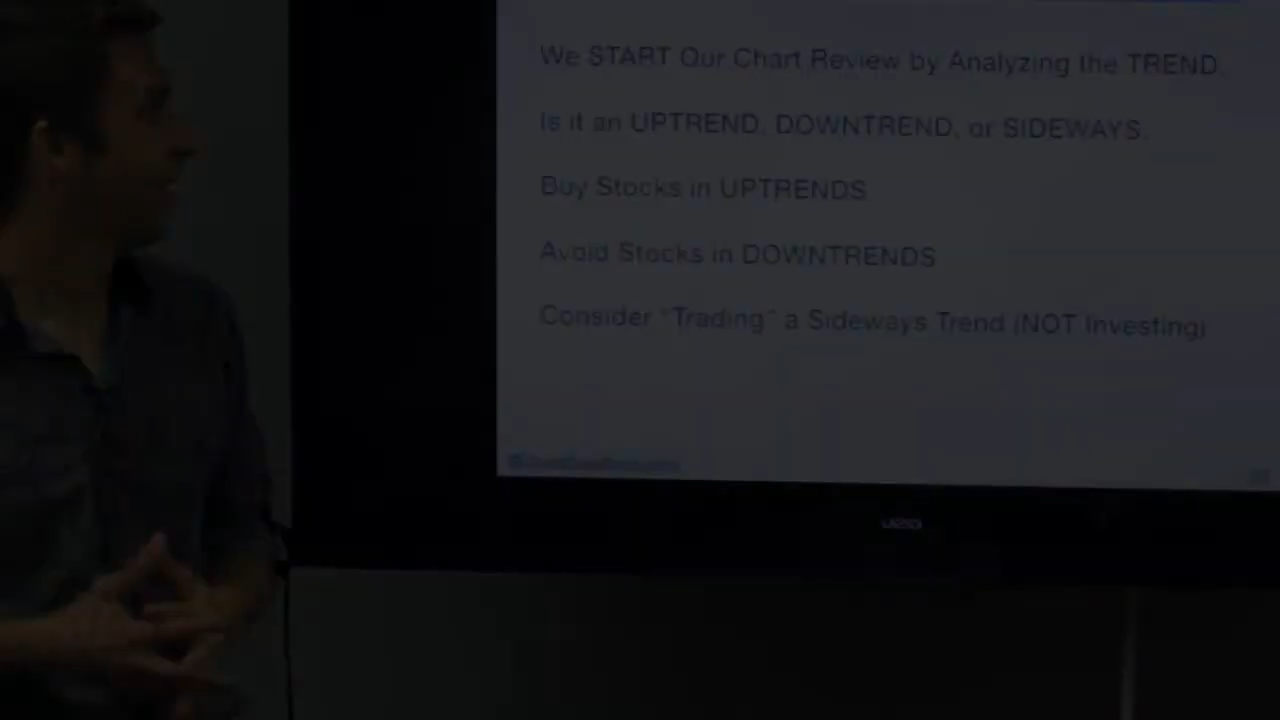 We START Our Chart Review by Analyzing the TREND.
Is it an UPTREND, DOWNTREND, or SIDEWAYS.
Buy Stocks in UPTRENDS
Avoid Stocks in DOWNTRENDS
Consider "Trading" a Sideways Trend (NOT Investing)